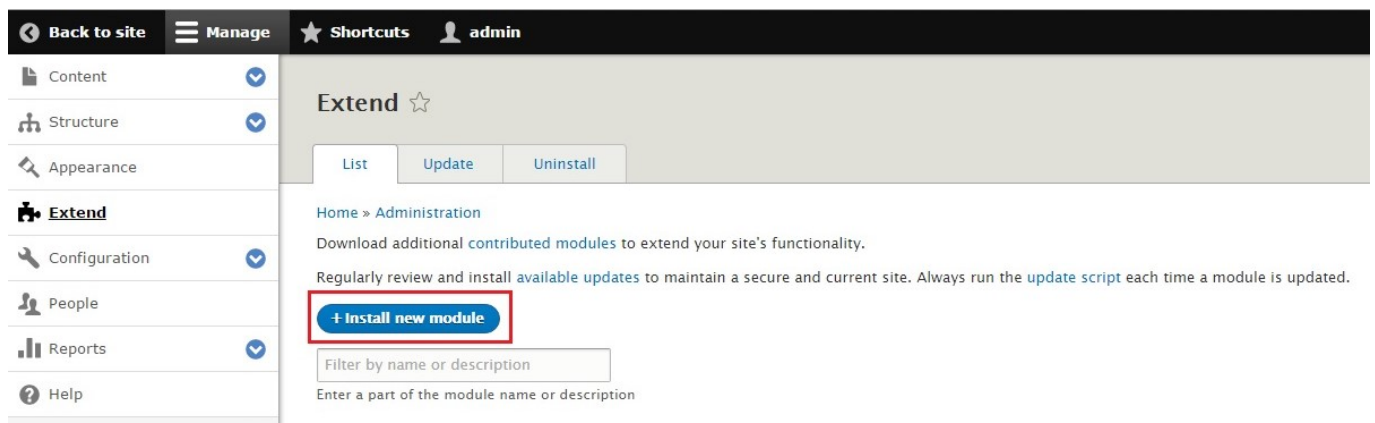 Back to site Manage Shortcuts admin
Content
Structure
Appearance
Extend
Configuration
People
Reports
Help
Extend
List Update Uninstall
Home » Administration
Download additional contributed modules to extend your site's functionality.
Regularly review and install available updates to maintain a secure and current site. Always run the update script each time a module is updated.
+Install new module
Filter by name or description
Enter a part of the module name or description